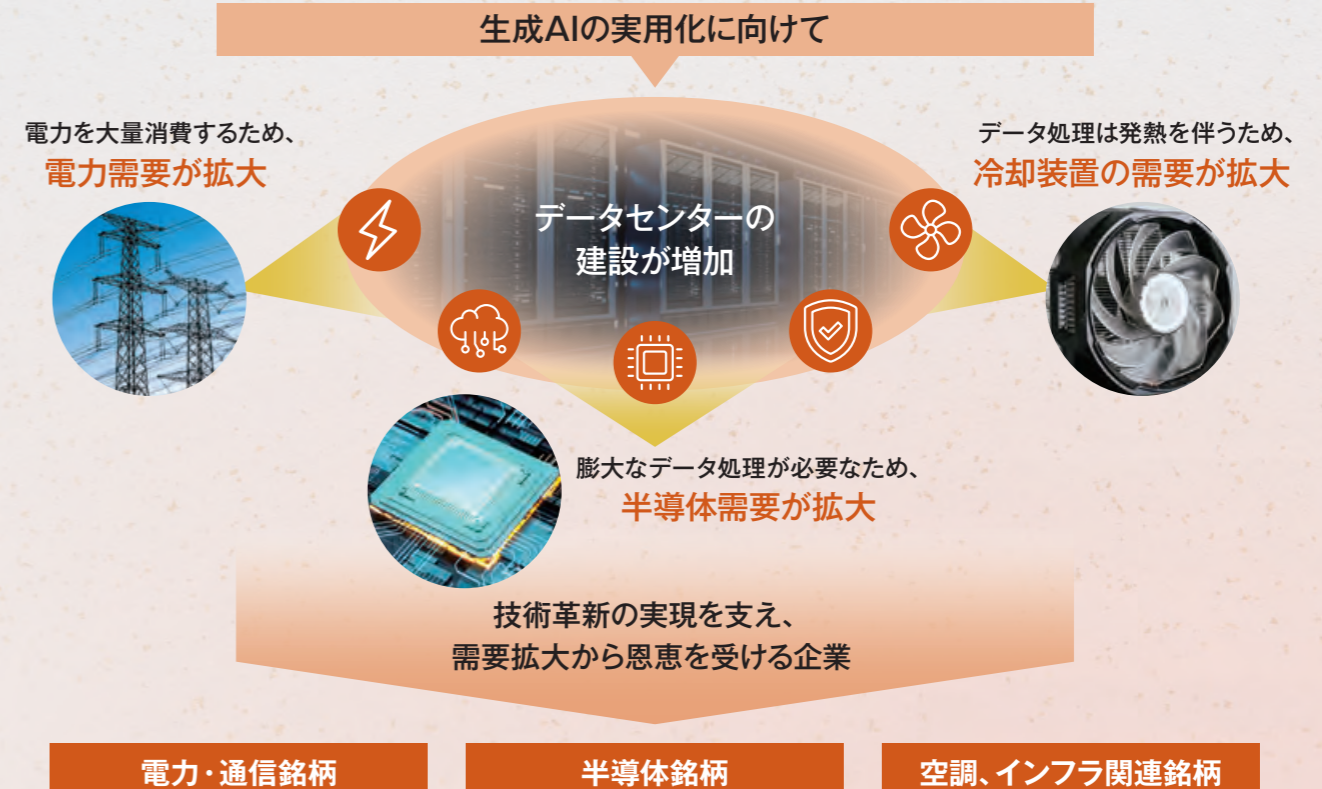 生成AIの実用化に向けて
電力を大量消費するため、
電力需要が拡大
データ処理は発熱を伴うため、
冷却装置の需要が拡大
データセンターの
建設が増加
膨大なデータ処理が必要なため、
半導体需要が拡大
技術革新の実現を支え、
需要拡大から恩恵を受ける企業
電力・通信銘柄
半導体銘柄
空調、インフラ関連銘柄